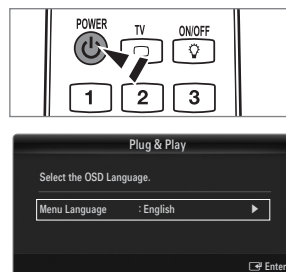 POWER TV ON/OFF
1 2 3
Plug & Play
Select the OSD Language.
Menu Language : English ►
Enter